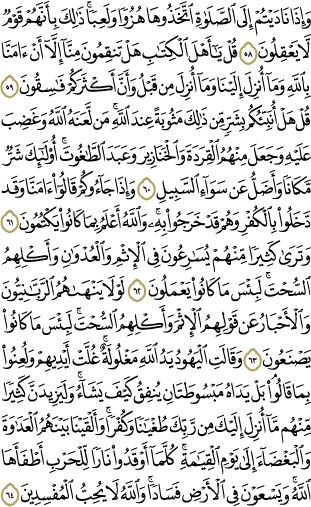 وَإِذَا نَادَيْتُمْ إِلَى ٱلصَّلَوٰةِ ٱتَّخَذُوهَا هُزُوًا وَلَعِبًا ۚ ذَٰلِكَ بِأَنَّهُمْ قَوْمٌ
لَّا يَعْقِلُونَ ٥٨ قُلْ يَٰٓأَهْلَ ٱلْكِتَٰبِ هَلْ تَنقِمُونَ مِنَّآ إِلَّآ أَنْ ءَامَنَّا
بِٱللَّهِ وَمَآ أُنزِلَ إِلَيْنَا وَمَآ أُنزِلَ مِن قَبْلُ وَأَنَّ أَكْثَرَكُمْ فَٰسِقُونَ ٥٩
قُلْ هَلْ أُنَبِّئُكُم بِشَرٍّ مِّن ذَٰلِكَ مَثُوبَةً عِندَ ٱللَّهِ ۚ مَن لَّعَنَهُ ٱللَّهُ وَغَضِبَ
عَلَيْهِ وَجَعَلَ مِنْهُمُ ٱلْقِرَدَةَ وَٱلْخَنَازِيرَ وَعَبَدَ ٱلطَّٰغُوتَ ۚ أُو۟لَٰٓئِكَ شَرٌّ
مَّكَانًا وَأَضَلُّ عَن سَوَآءِ ٱلسَّبِيلِ ٦٠ وَإِذَا جَآءُوكُمْ قَالُوٓا۟ ءَامَنَّا وَقَد
دَّخَلُوا۟ بِٱلْكُفْرِ وَهُمْ قَدْ خَرَجُوا۟ بِهِۦ ۚ وَٱللَّهُ أَعْلَمُ بِمَا كَانُوا۟ يَكْتُمُونَ ٦١
وَتَرَىٰ كَثِيرًا مِّنْهُمْ يُسَٰرِعُونَ فِى ٱلْإِثْمِ وَٱلْعُدْوَٰنِ وَأَكْلِهِمُ
ٱلسُّحْتَ ۚ لَبِئْسَ مَا كَانُوا۟ يَعْمَلُونَ ٦٢ لَوْلَا يَنْهَىٰهُمُ ٱلرَّبَّٰنِيُّونَ
وَٱلْأَحْبَارُ عَن قَوْلِهِمُ ٱلْإِثْمَ وَأَكْلِهِمُ ٱلسُّحْتَ ۚ لَبِئْسَ مَا كَانُوا۟
يَصْنَعُونَ ٦٣ وَقَالَتِ ٱلْيَهُودُ يَدُ ٱللَّهِ مَغْلُولَةٌ ۚ غُلَّتْ أَيْدِيهِمْ وَلُعِنُوا۟
بِمَا قَالُوا۟ ۘ بَلْ يَدَاهُ مَبْسُوطَتَانِ يُنفِقُ كَيْفَ يَشَآءُ ۚ وَلَيَزِيدَنَّ كَثِيرًا
مِّنْهُم مَّآ أُنزِلَ إِلَيْكَ مِن رَّبِّكَ طُغْيَٰنًا وَكُفْرًا ۚ وَأَلْقَيْنَا بَيْنَهُمُ ٱلْعَدَٰوَةَ
وَٱلْبَغْضَآءَ إِلَىٰ يَوْمِ ٱلْقِيَٰمَةِ ۚ كُلَّمَآ أَوْقَدُوا۟ نَارًا لِّلْحَرْبِ أَطْفَأَهَا
ٱللَّهُ ۚ وَيَسْعَوْنَ فِى ٱلْأَرْضِ فَسَادًا ۚ وَٱللَّهُ لَا يُحِبُّ ٱلْمُفْسِدِينَ ٦٤